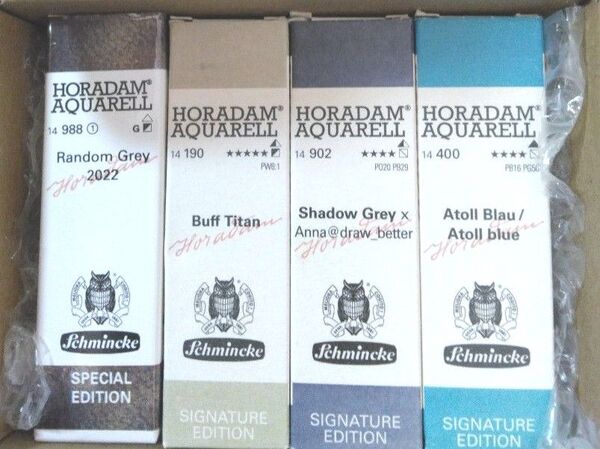 HORADAM®
AQUARELL
14 988 ① G
Random Grey
2022
Horadam
Schmincke
SPECIAL
EDITION
HORADAM®
AQUARELL
14 190 ★★★★★
PW6:1
Buff Titan
Horadam
Schmincke
SIGNATURE
EDITION
HORADAM®
AQUARELL
14 902 ★★★★
PO20 PB29
Shadow Grey x
Anna@draw_better
Horadam
Schmincke
SIGNATURE
EDITION
HORADAM®
AQUARELL
14 400 ★★★★
Atoll Blau /
Atoll blue
Horadam
Schmincke
SIGNATURE
EDITION